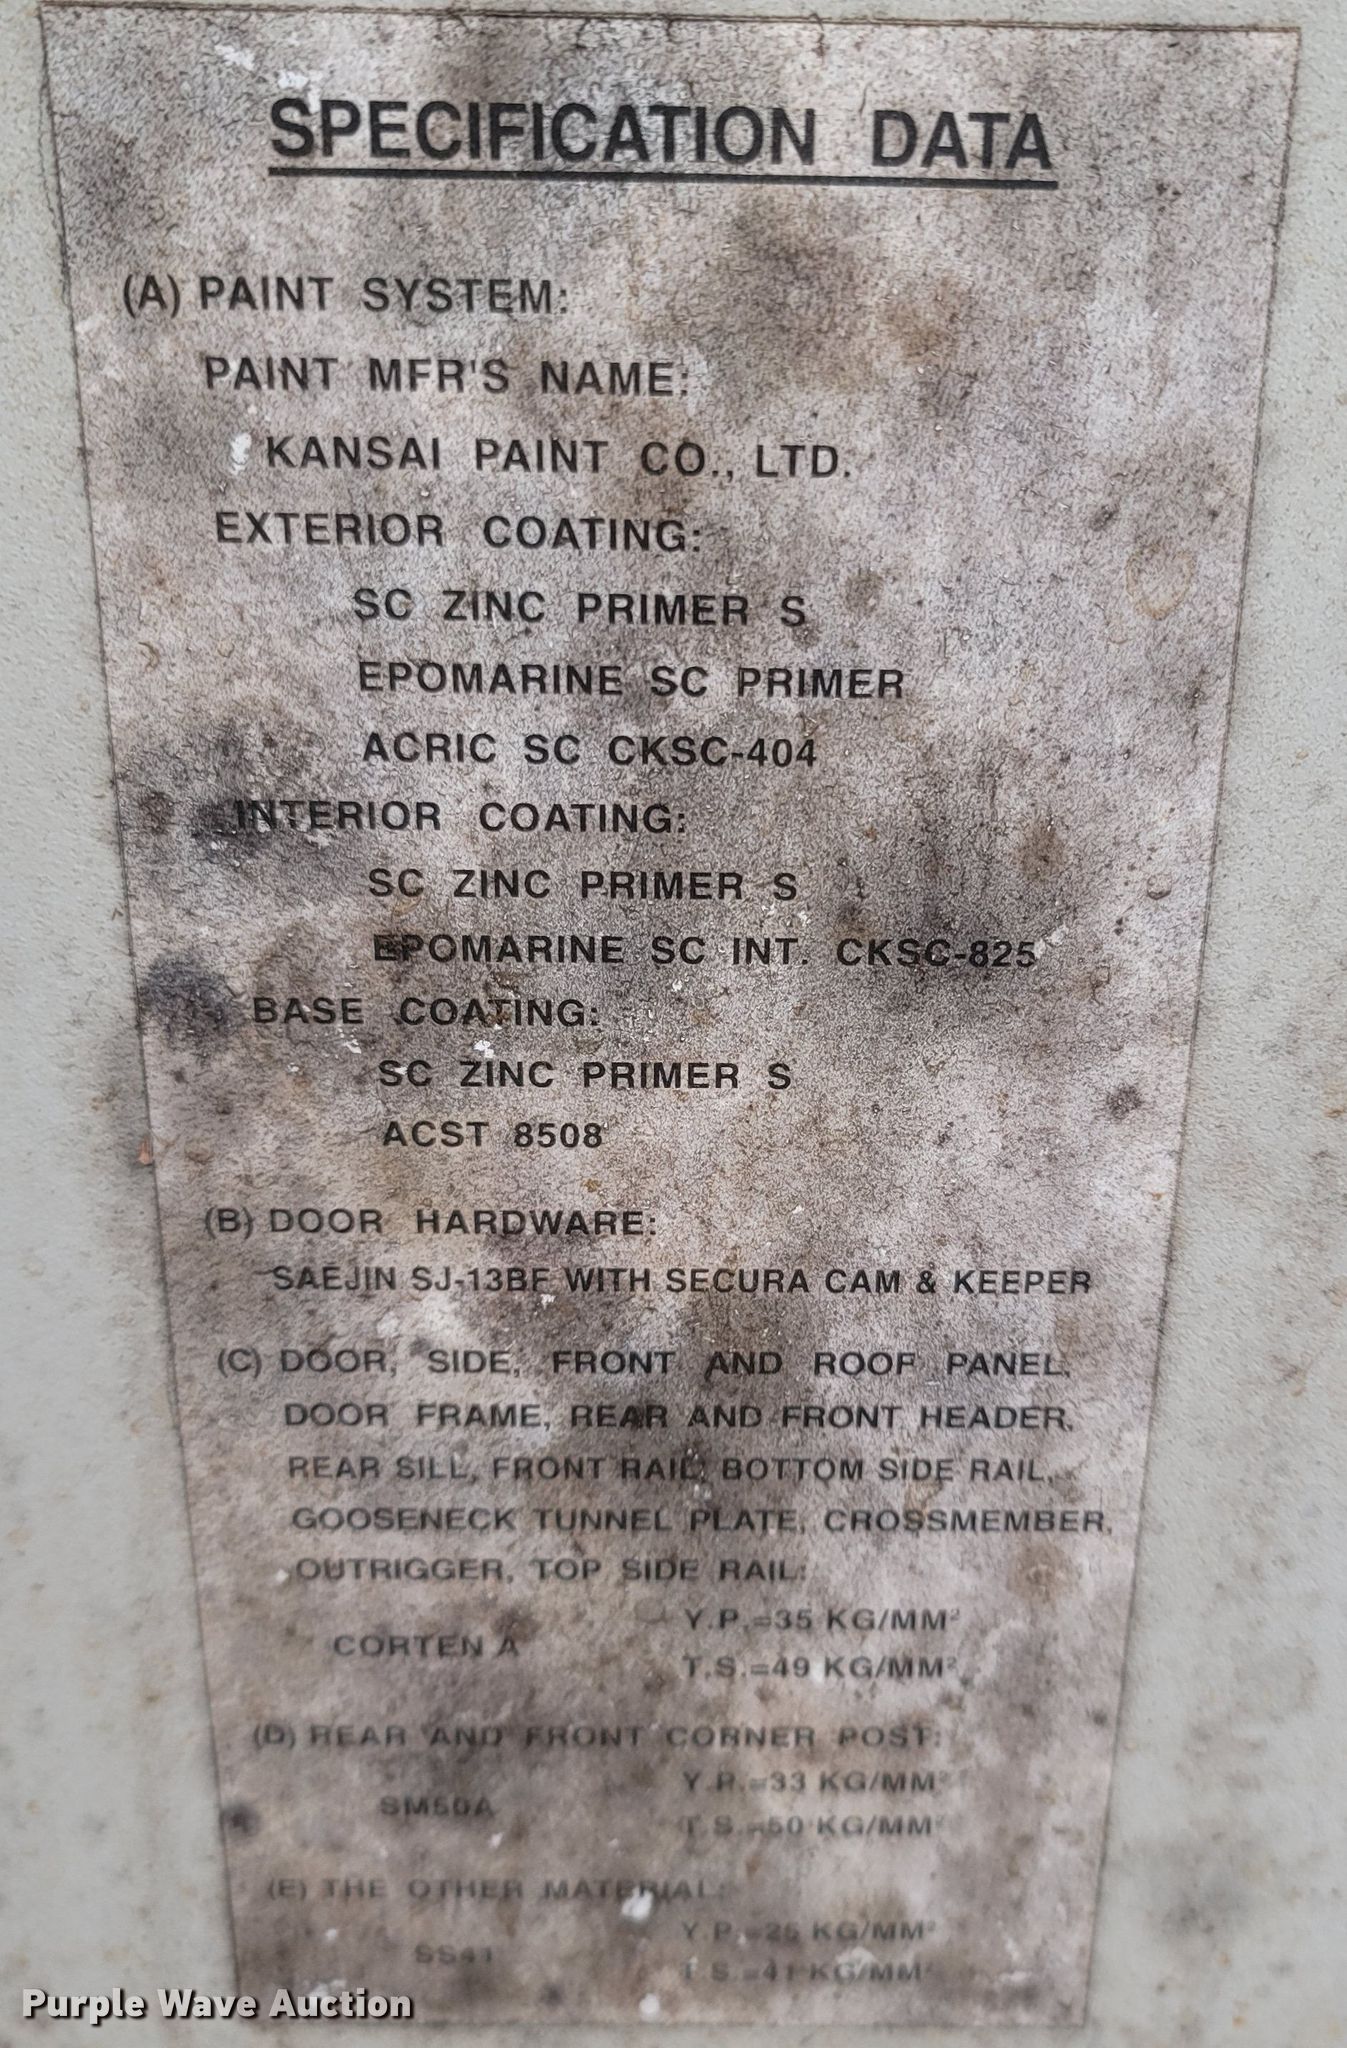 SPECIFICATION DATA
(A) PAINT SYSTEM:
PAINT MFR'S NAME:
KANSAI PAINT CO., LTD.
EXTERIOR COATING:
SC ZINC PRIMER S
EPOMARINE SC PRIMER
ACRIC SC CKSC-404
INTERIOR COATING:
SC ZINC PRIMER S
EPOMARINE SC INT. CKSC-825
BASE COATING:
SC ZINC PRIMER S
ACST 8508
(B) DOOR HARDWARE:
SAEJIN SJ-13BF WITH SECURA CAM & KEEPER
(C) DOOR, SIDE, FRONT AND ROOF PANEL,
DOOR FRAME, REAR AND FRONT HEADER,
REAR SILL, FRONT RAIL, BOTTOM SIDE RAIL,
GOOSENECK TUNNEL PLATE, CROSSMEMBER,
OUTRIGGER, TOP SIDE RAIL:
Y.P.=35 KG/MM²
CORTEN A
T.S.=49 KG/MM²
(D) REAR AND FRONT CORNER POST:
Y.P.=33 KG/MM²
SM50A
T.S.=50 KG/MM²
(E) THE OTHER MATERIAL:
Y.P.=25 KG/MM²
SS41
T.S.=41 KG/MM²
Purple Wave Auction